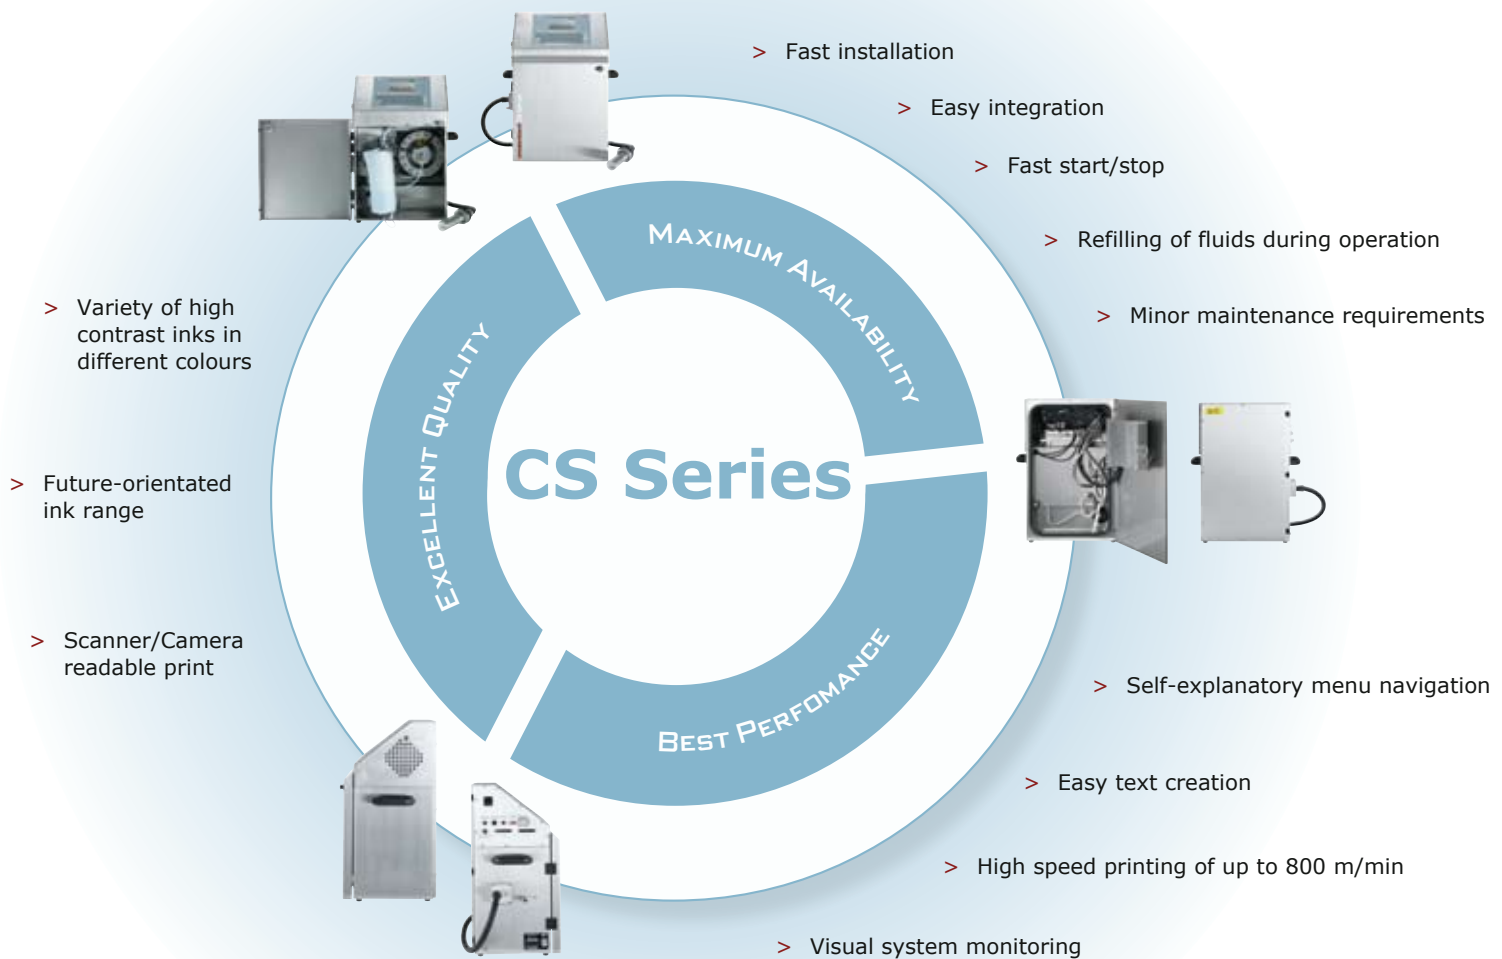 > Fast installation
> Easy integration
> Fast start/stop
> Refilling of fluids during operation
> Minor maintenance requirements
MAXIMUM AVAILABILITY
> Variety of high
contrast inks in
different colours
EXCELLENT QUALITY
CS Series
> Future-orientated
ink range
> Scanner/Camera
readable print
BEST PERFOMANCE
> Self-explanatory menu navigation
> Easy text creation
> High speed printing of up to 800 m/min
> Visual system monitoring